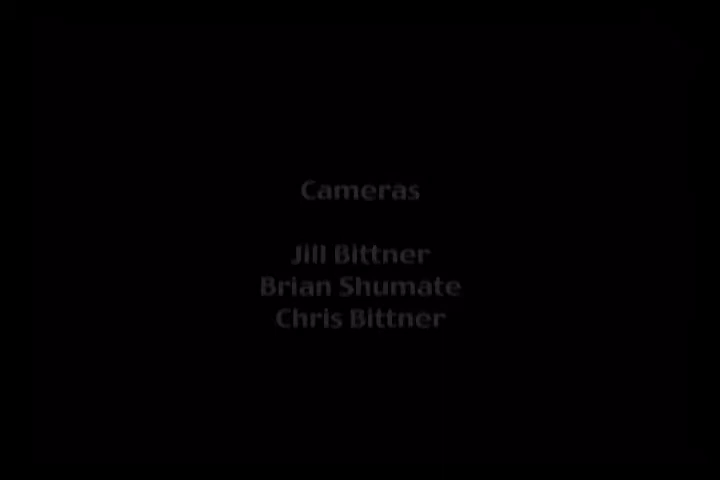 Cameras
Jill Bittner
Brian Shumate
Chris Bittner